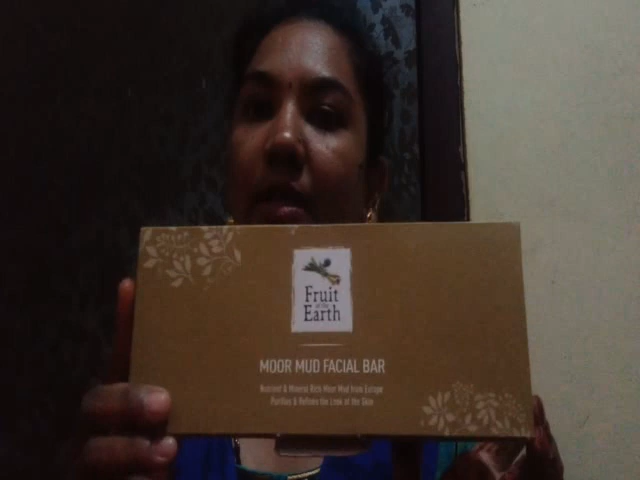 Fruit
of the
Earth
MOOR MUD FACIAL BAR
Nutrient & Mineral Rich Moor Mud from Europe
Purifies & Refines the Look of the Skin